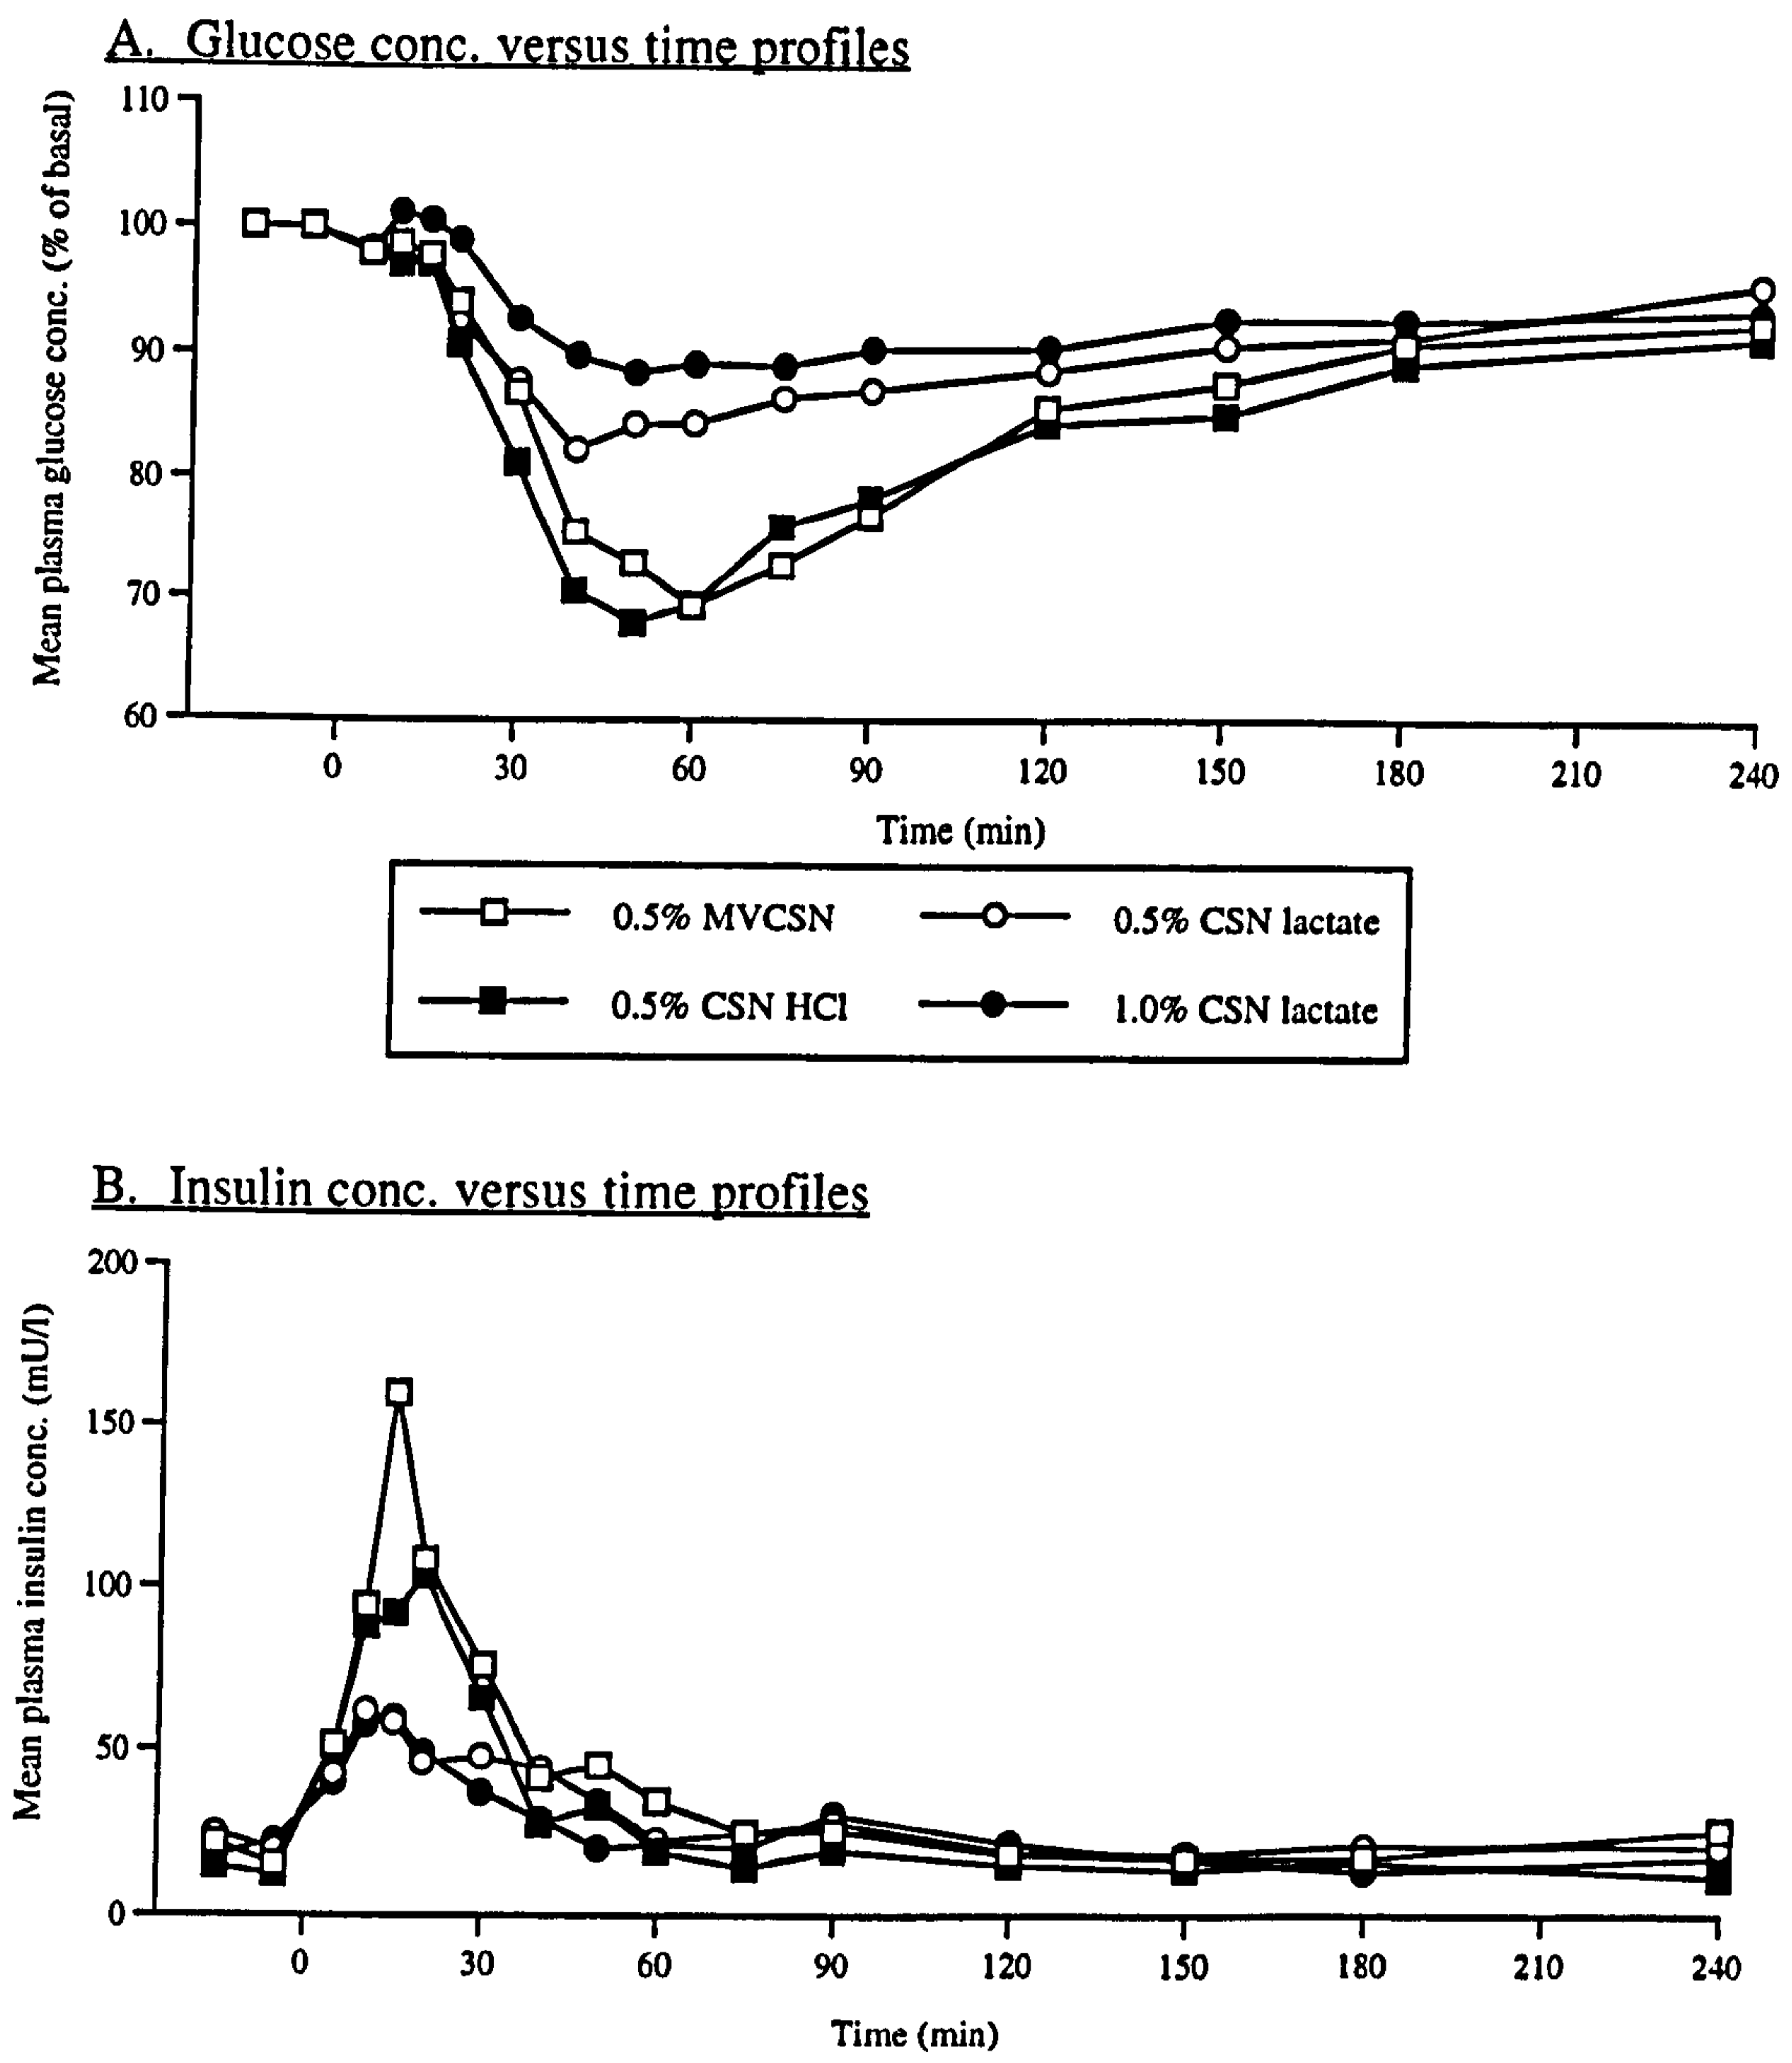 A. Glucose conc. versus time profiles
Mean plasma glucose conc. (% of basal)
110
100
90
80
70
60
0 30 60 90 120 150 180 210 240
Time (min)
0.5% MVCSN 0.5% CSN lactate
0.5% CSN HCl 1.0% CSN lactate
B. Insulin conc. versus time profiles
Mean plasma insulin conc. (mU/l)
200
150
100
50
0
0 30 60 90 120 150 180 210 240
Time (min)